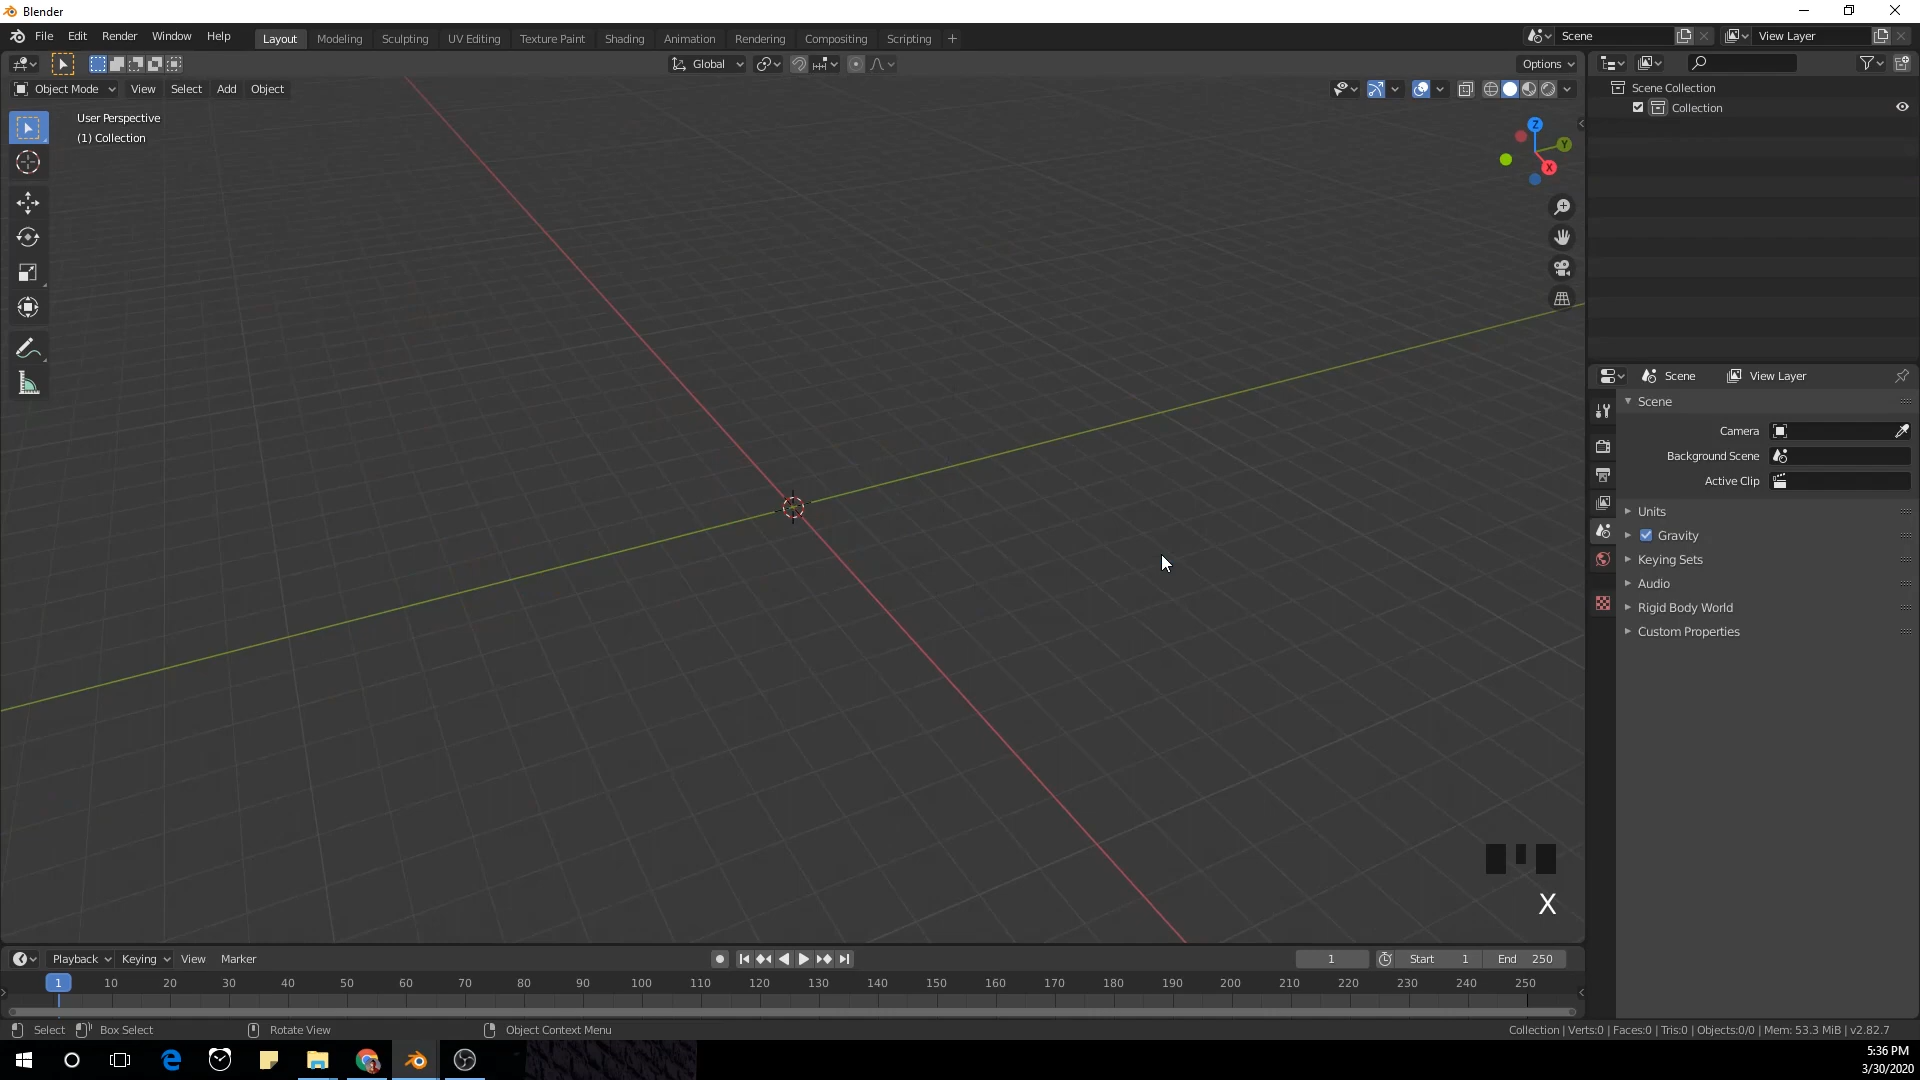 Blender
File Edit Render Window Help Layout Modeling Sculpting UV Editing Texture Paint Shading Animation Rendering Compositing Scripting + Scene View Layer
Global Options
Object Mode View Select Add Object
User Perspective
(1) Collection
Z
Y
X
Scene Collection
Collection
Scene View Layer
Scene
Camera
Background Scene
Active Clip
Units
Gravity
Keying Sets
Audio
Rigid Body World
Custom Properties
X
Playback Keying View Marker 1 Start 1 End 250
1 10 20 30 40 50 60 70 80 90 100 110 120 130 140 150 160 170 180 190 200 210 220 230 240 250
Select Box Select Rotate View Object Context Menu Collection | Verts:0 | Faces:0 | Tris:0 | Objects:0/0 | Mem: 53.3 MiB | v2.82.7
5:36 PM
3/30/2020